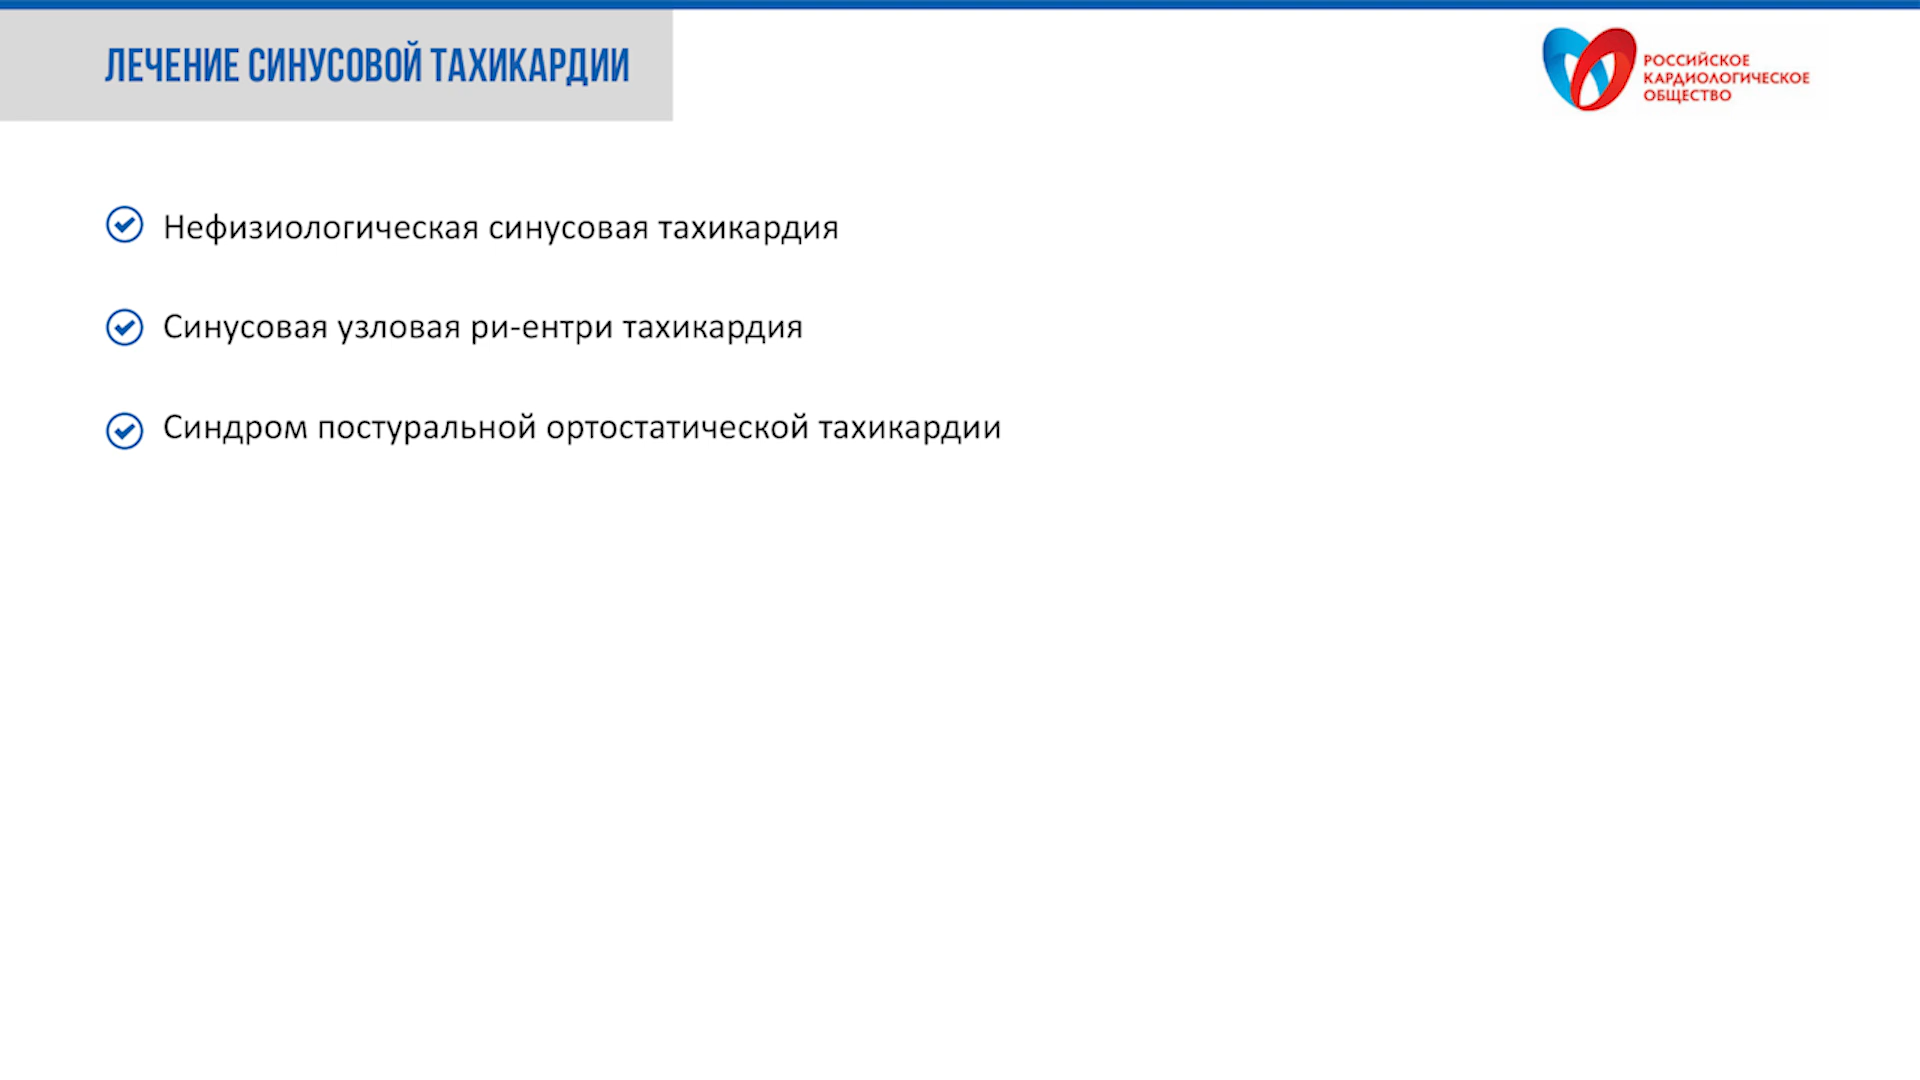 ЛЕЧЕНИЕ СИНУСОВОЙ ТАХИКАРДИИ
РОССИЙСКОЕ
КАРДИОЛОГИЧЕСКОЕ
ОБЩЕСТВО
Нефизиологическая синусовая тахикардия
Синусовая узловая ри-ентри тахикардия
Синдром постуральной ортостатической тахикардии